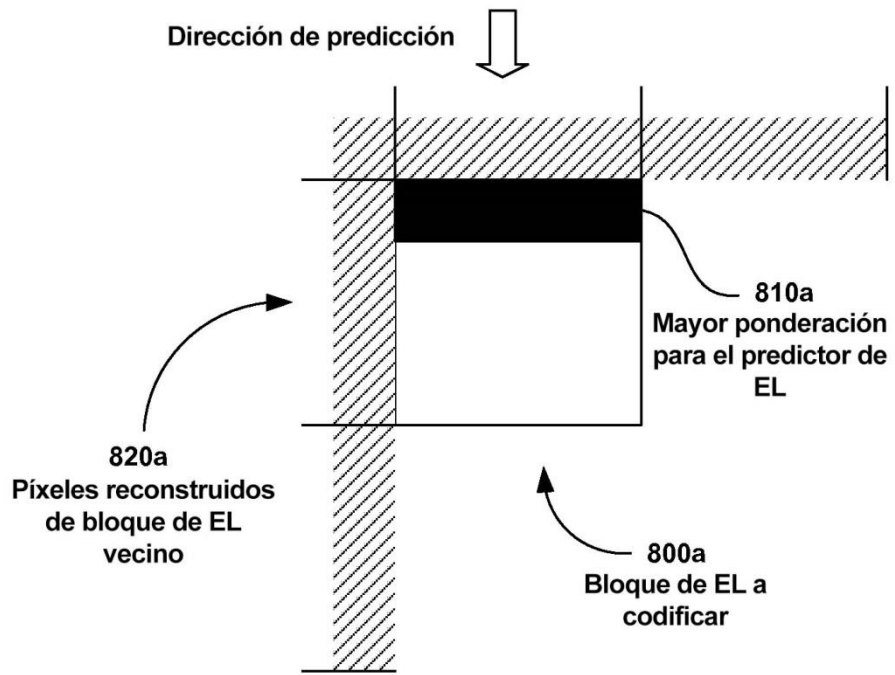 Dirección de predicción
810a
Mayor ponderación
para el predictor de
EL
820a
Píxeles reconstruidos
de bloque de EL
vecino
800a
Bloque de EL a
codificar